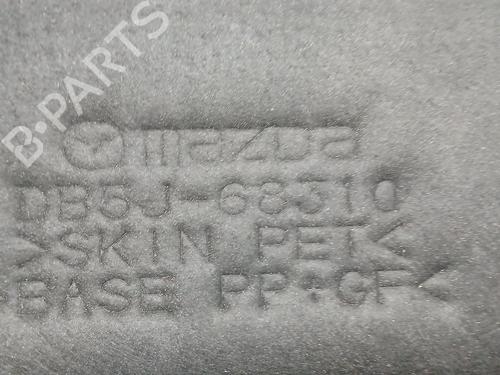 B-PARTS
mazda
DB5J-68310
>SKIN PET<
>BASE PP+GF<